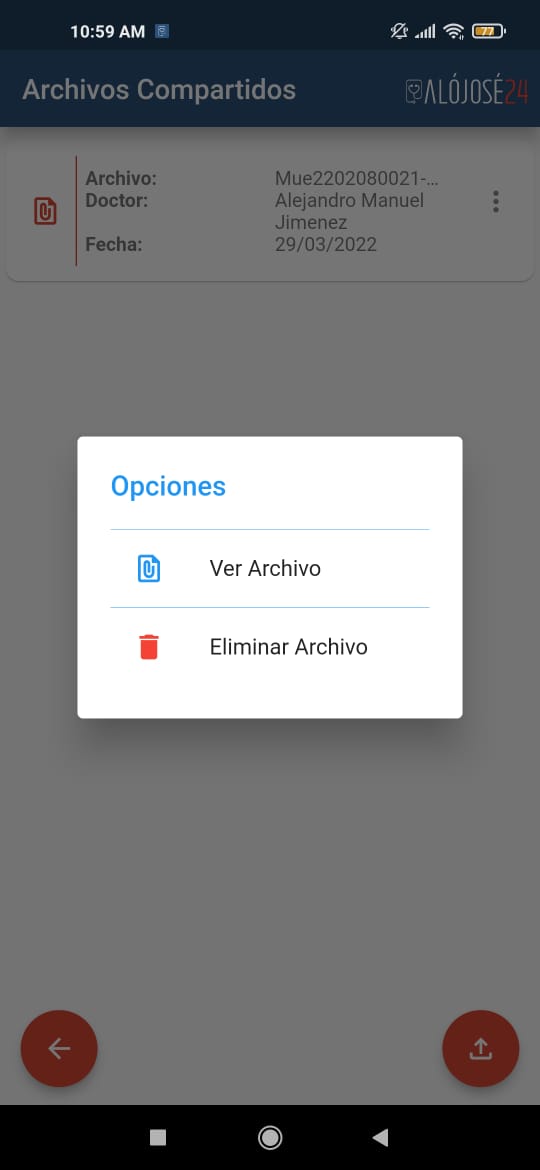 10:59 AM
77
Archivos Compartidos
ALÓJOSÉ24
Archivo: Mue2202080021-...
Doctor: Alejandro Manuel
Jimenez
Fecha: 29/03/2022
Opciones
Ver Archivo
Eliminar Archivo